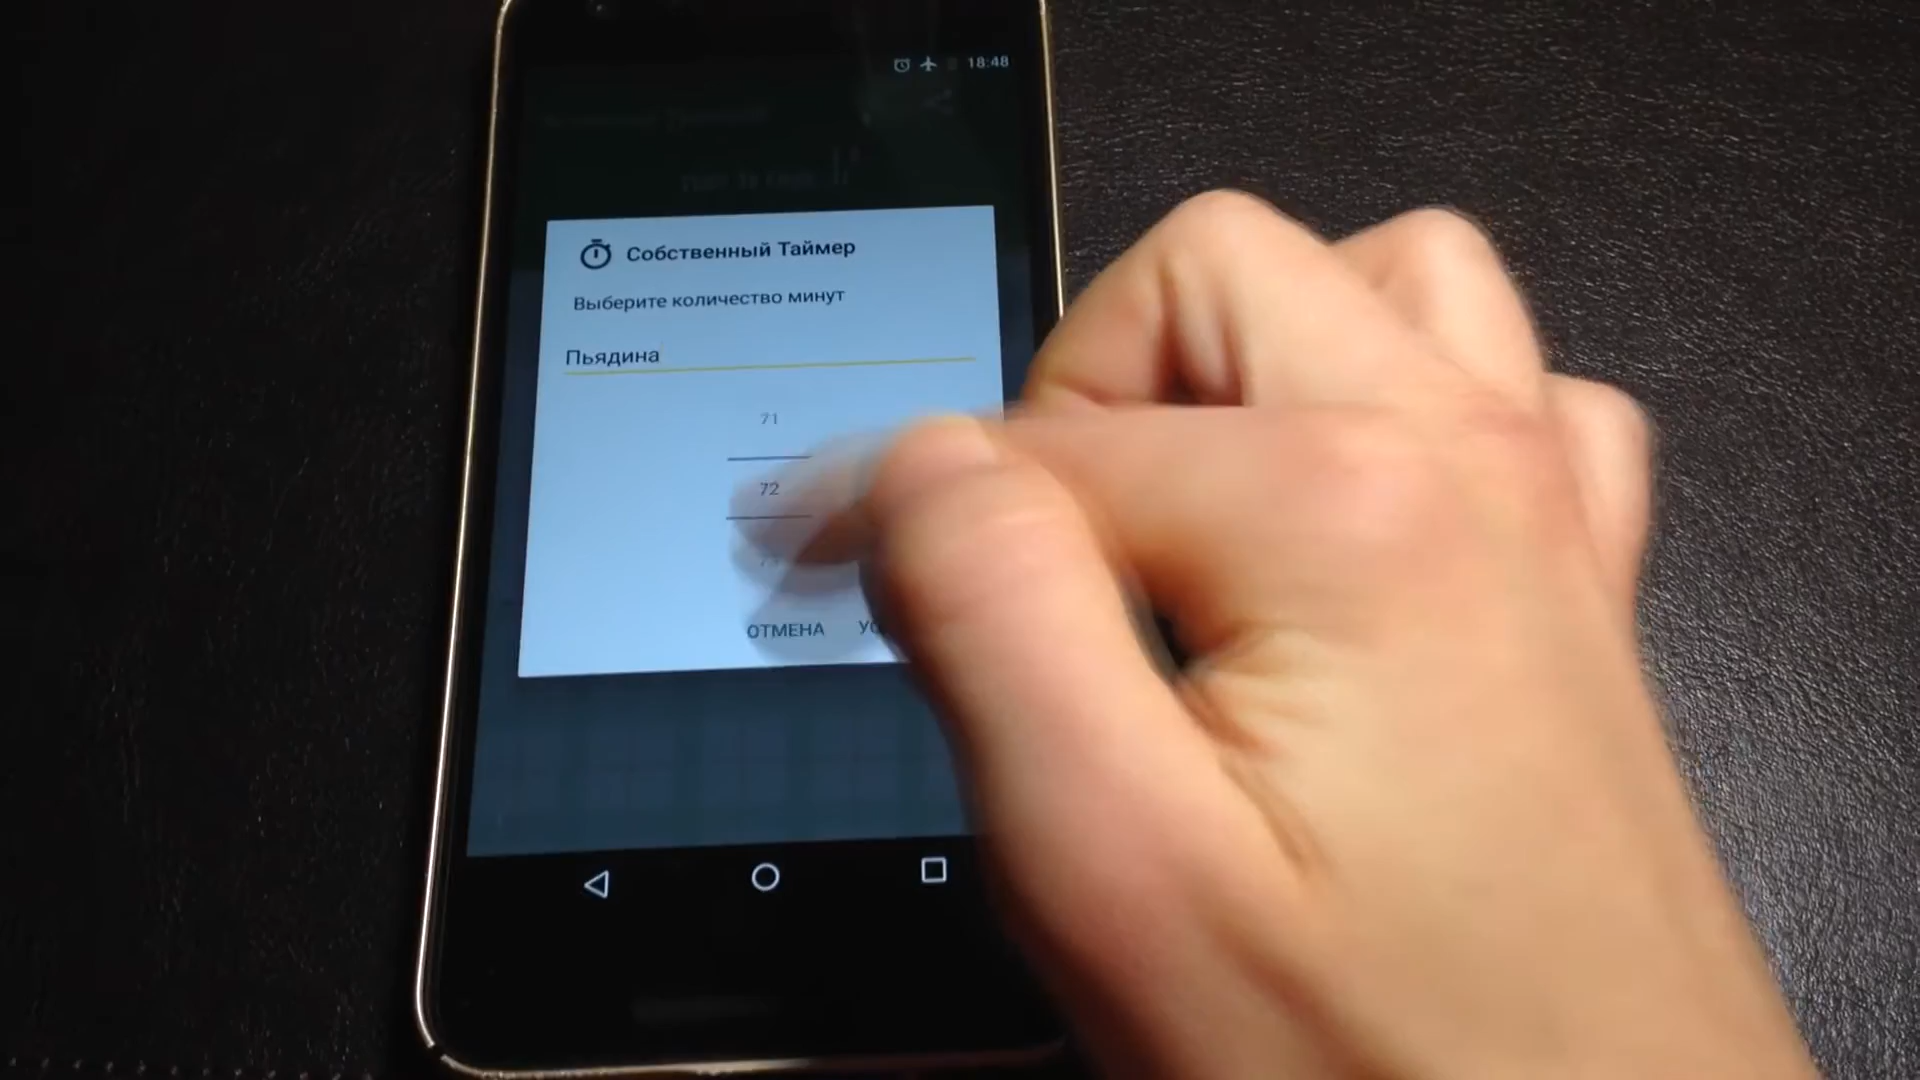 18:48
Собственный Таймер
Выберите количество минут
Пьядина
71
72
ОТМЕНА